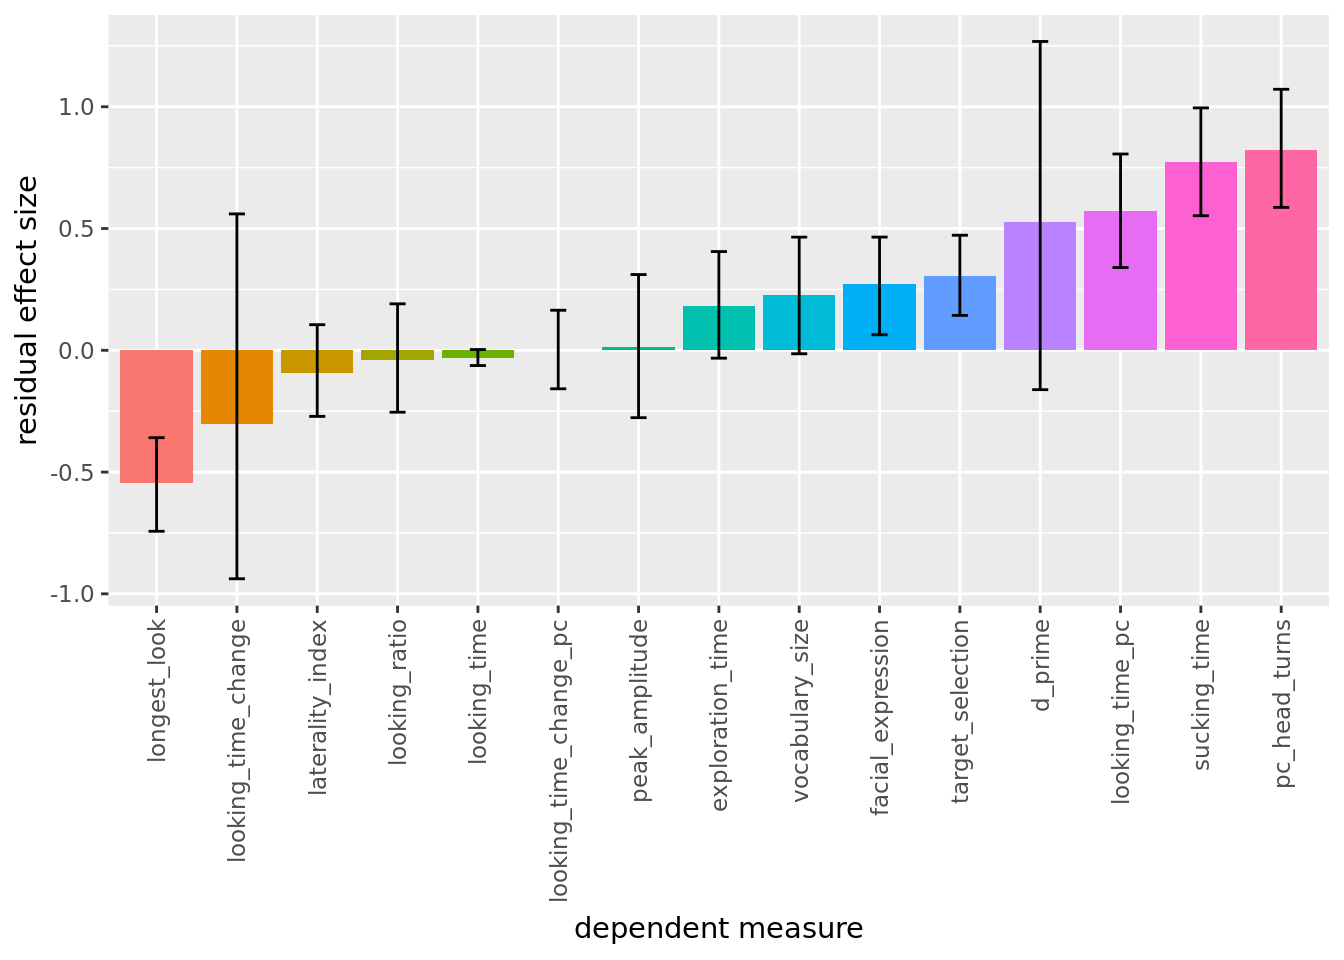 residual effect size
1.0
0.5
0.0
-0.5
-1.0
longest_look
looking_time_change
laterality_index
looking_ratio
looking_time
looking_time_change_pc
peak_amplitude
exploration_time
vocabulary_size
facial_expression
target_selection
d_prime
looking_time_pc
sucking_time
pc_head_turns
dependent measure